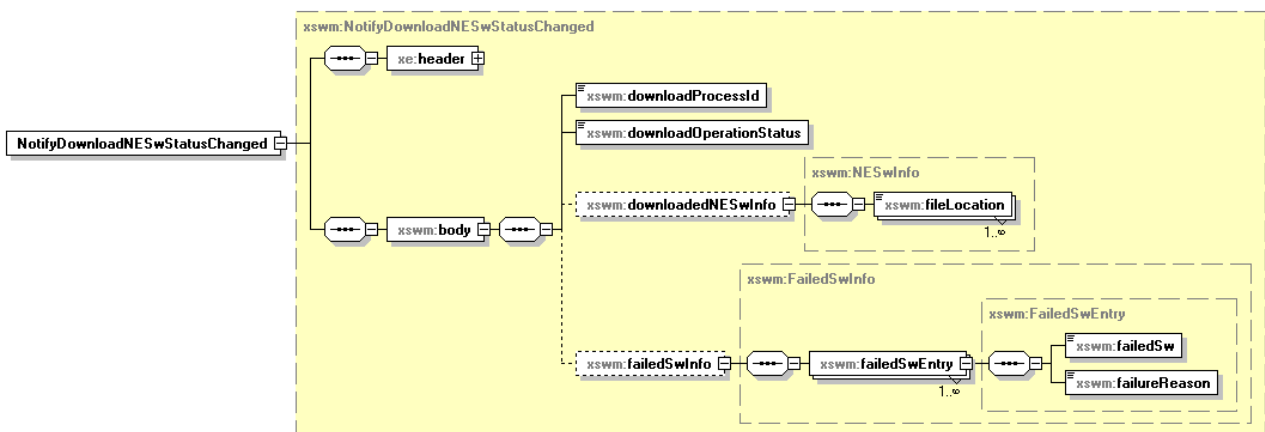 xswm:NotifyDownloadNESwStatusChanged
xe:header
NotifyDownloadNESwStatusChanged
xswm:downloadProcessId
xswm:downloadOperationStatus
xswm:NESwInfo
xswm:downloadedNESwInfo
xswm:fileLocation
1..∞
xswm:body
xswm:FailedSwInfo
xswm:FailedSwEntry
xswm:failedSwInfo
xswm:failedSwEntry
1..∞
xswm:failedSw
xswm:failureReason